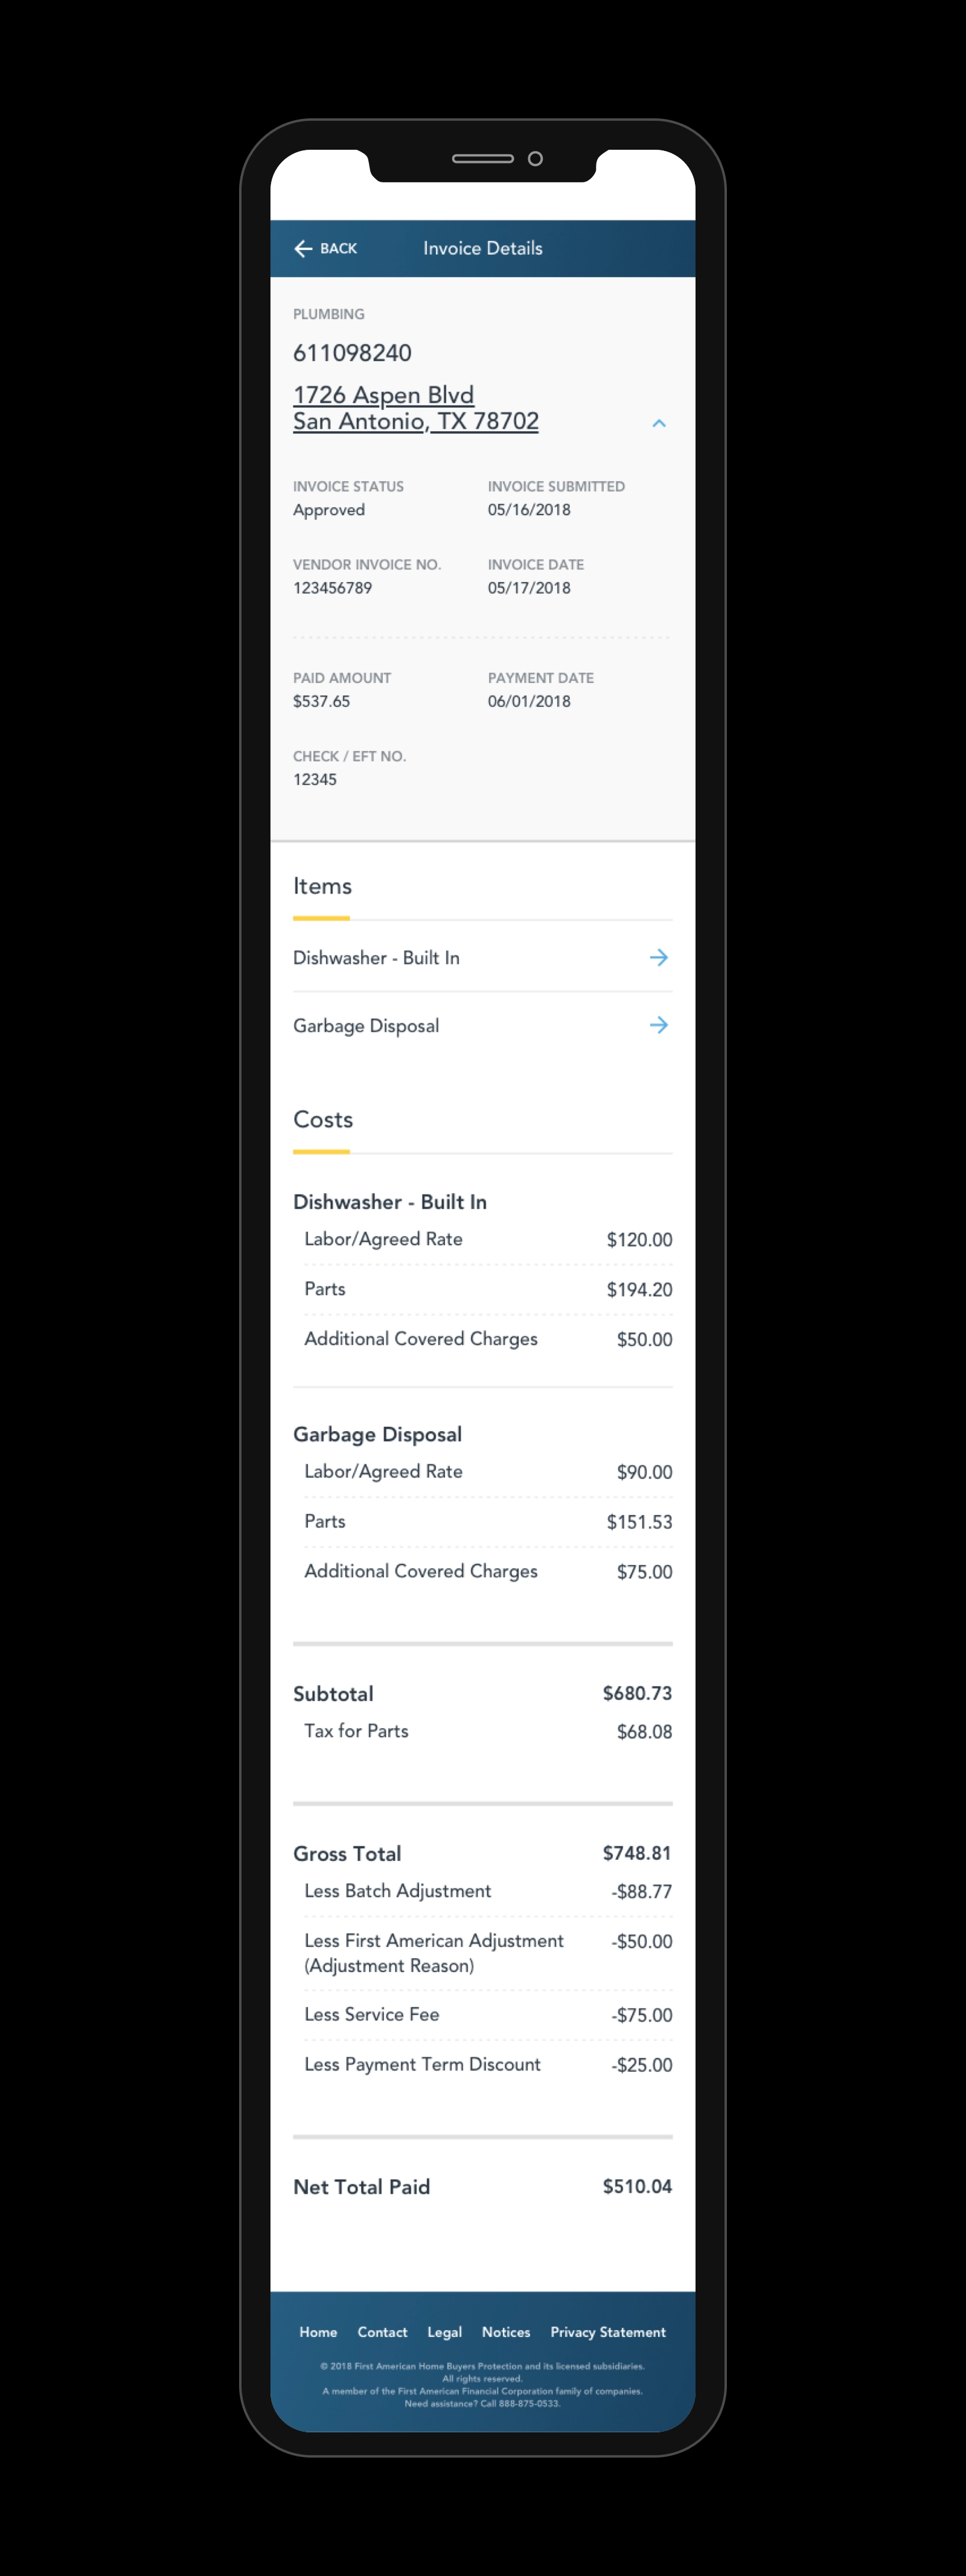 BACK
Invoice Details
PLUMBING
611098240
1726 Aspen Blvd
San Antonio, TX 78702
INVOICE STATUS
Approved
INVOICE SUBMITTED
05/16/2018
VENDOR INVOICE NO.
123456789
INVOICE DATE
05/17/2018
PAID AMOUNT
$537.65
PAYMENT DATE
06/01/2018
CHECK / EFT NO.
12345
Items
Dishwasher - Built In
Garbage Disposal
Costs
Dishwasher - Built In
Labor/Agreed Rate $120.00
Parts $194.20
Additional Covered Charges $50.00
Garbage Disposal
Labor/Agreed Rate $90.00
Parts $151.53
Additional Covered Charges $75.00
Subtotal $680.73
Tax for Parts $68.08
Gross Total $748.81
Less Batch Adjustment -$88.77
Less First American Adjustment -$50.00
(Adjustment Reason)
Less Service Fee -$75.00
Less Payment Term Discount -$25.00
Net Total Paid $510.04
Home Contact Legal Notices Privacy Statement
© 2018 First American Home Buyers Protection and its licensed subsidiaries.
All rights reserved.
A member of the First American Financial Corporation family of companies.
Need assistance? Call 888-875-0533.